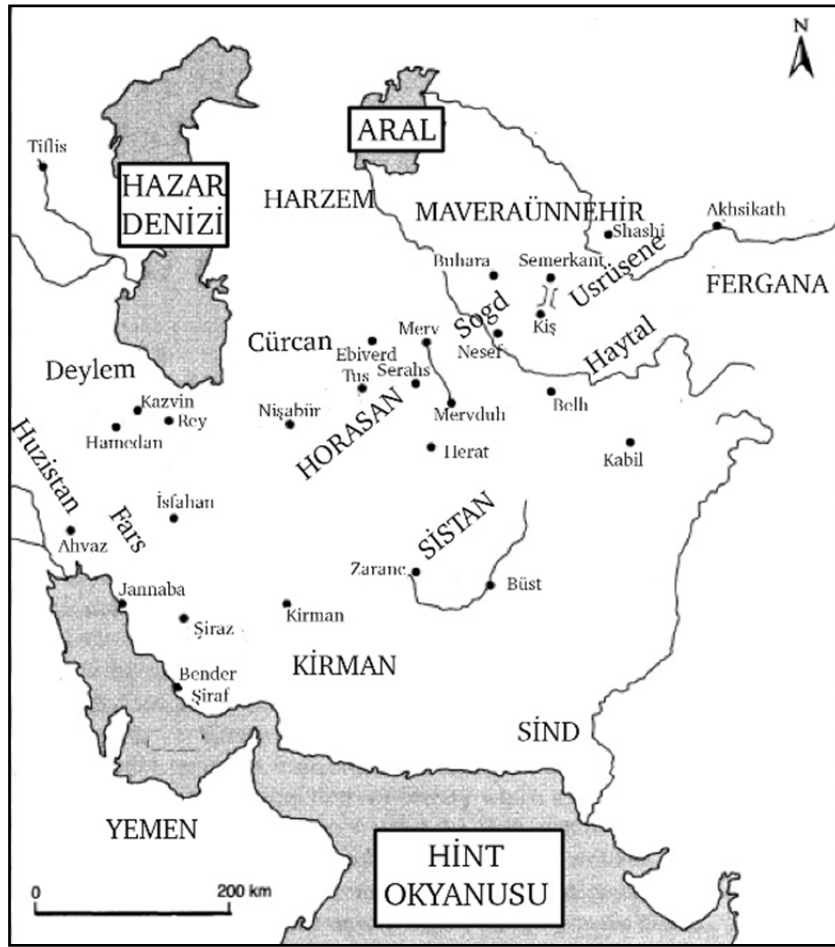 N
ARAL
Tiflis
HAZAR
DENİZİ
HARZEM
MAVERAÜNNEHİR
Akhsikath
Shashi
Buhara
Semerkant
Usrüsene
FERGANA
Sogd
Kiş
Cürcan
Merv
Nesef
Haytal
Ebiverd
Deylem
Tus
Serahs
Kazvin
Rey
Nişabür
HORASAN
Mervduh
Belh
Hamedan
Herat
Kabil
Huzistan
Fars
İsfahan
SİSTAN
Ahvaz
Zaranc
Büst
Jannaba
Şiraz
Kirman
KİRMAN
Bender
Şiraf
SİND
YEMEN
HİNT
OKYANUSU
0
200 km